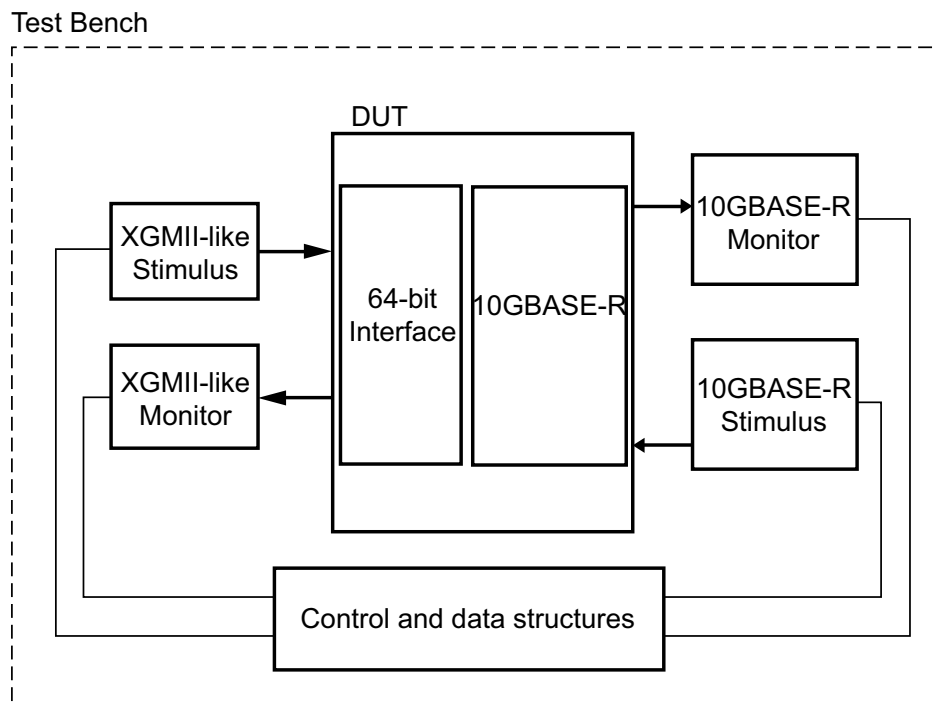 Test Bench
DUT
XGMII-like
Stimulus
XGMII-like
Monitor
64-bit
Interface
10GBASE-R
10GBASE-R
Monitor
10GBASE-R
Stimulus
Control and data structures